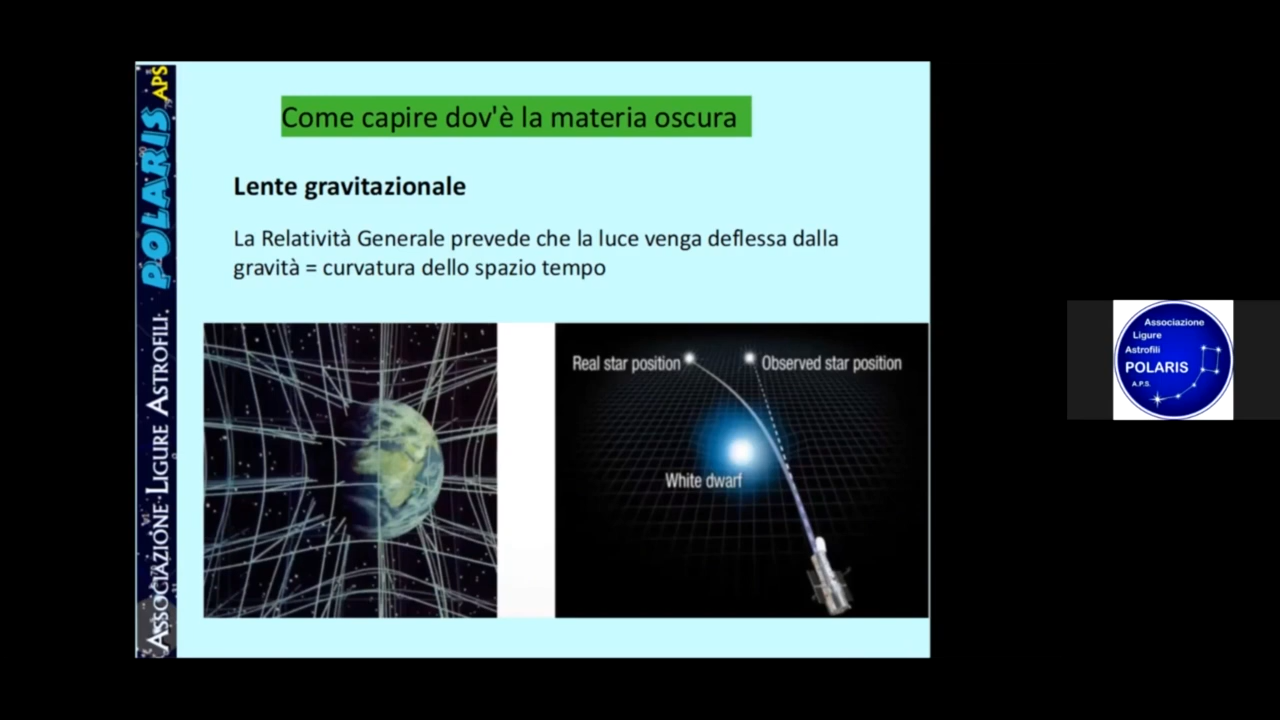 Come capire dov'è la materia oscura
Lente gravitazionale
La Relatività Generale prevede che la luce venga deflessa dalla
gravità = curvatura dello spazio tempo
Real star position
Observed star position
White dwarf
ASSOCIAZIONE LIGURE ASTROFILI POLARIS APS
Associazione
Ligure
Astrofili
POLARIS
A.P.S.